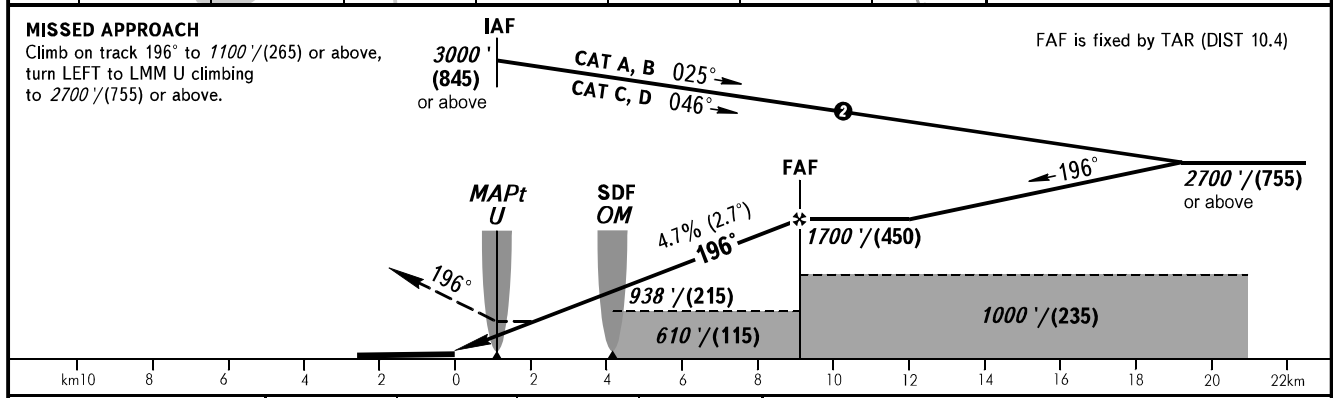 MISSED APPROACH
Climb on track 196° to 1100 '/(265) or above,
turn LEFT to LMM U climbing
to 2700 '/(755) or above.
IAF
3000 '
(845)
or above
CAT A, B 025°
CAT C, D 046°
2
FAF is fixed by TAR (DIST 10.4)
FAF
196°
2700 '/(755)
or above
MAPt
U
SDF
OM
4.7% (2.7°)
196°
1700 '/(450)
196°
938 '/(215)
610 '/(115)
1000 '/(235)
km10 8 6 4 2 0 2 4 6 8 10 12 14 16 18 20 22km